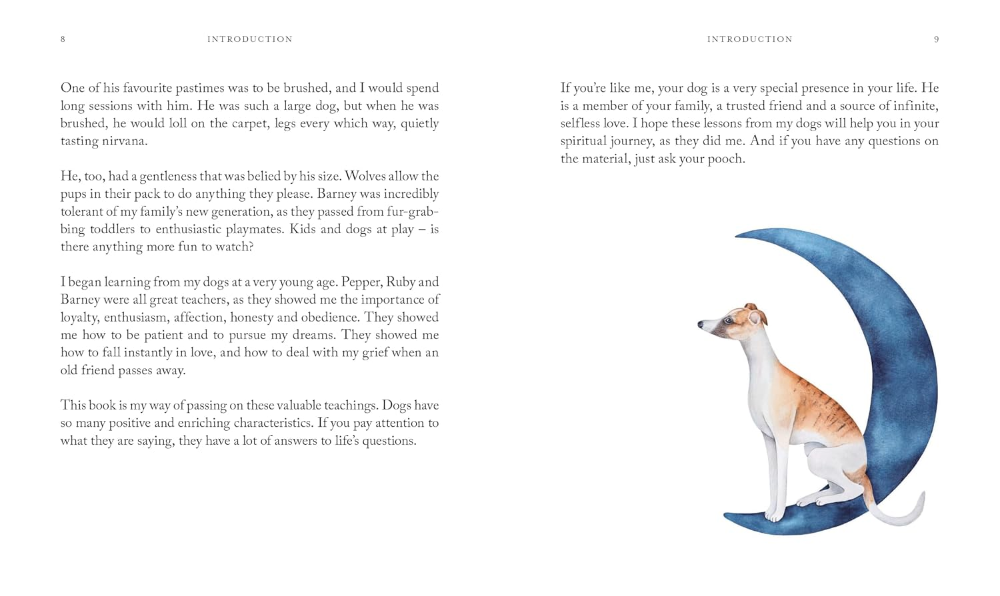 8
INTRODUCTION
One of his favourite pastimes was to be brushed, and I would spend
long sessions with him. He was such a large dog, but when he was
brushed, he would loll on the carpet, legs every which way, quietly
tasting nirvana.
He, too, had a gentleness that was belied by his size. Wolves allow the
pups in their pack to do anything they please. Barney was incredibly
tolerant of my family’s new generation, as they passed from fur-grab-
bing toddlers to enthusiastic playmates. Kids and dogs at play – is
there anything more fun to watch?
I began learning from my dogs at a very young age. Pepper, Ruby and
Barney were all great teachers, as they showed me the importance of
loyalty, enthusiasm, affection, honesty and obedience. They showed
me how to be patient and to pursue my dreams. They showed me
how to fall instantly in love, and how to deal with my grief when an
old friend passes away.
This book is my way of passing on these valuable teachings. Dogs have
so many positive and enriching characteristics. If you pay attention to
what they are saying, they have a lot of answers to life’s questions.
INTRODUCTION
9
If you’re like me, your dog is a very special presence in your life. He
is a member of your family, a trusted friend and a source of infinite,
selfless love. I hope these lessons from my dogs will help you in your
spiritual journey, as they did me. And if you have any questions on
the material, just ask your pooch.